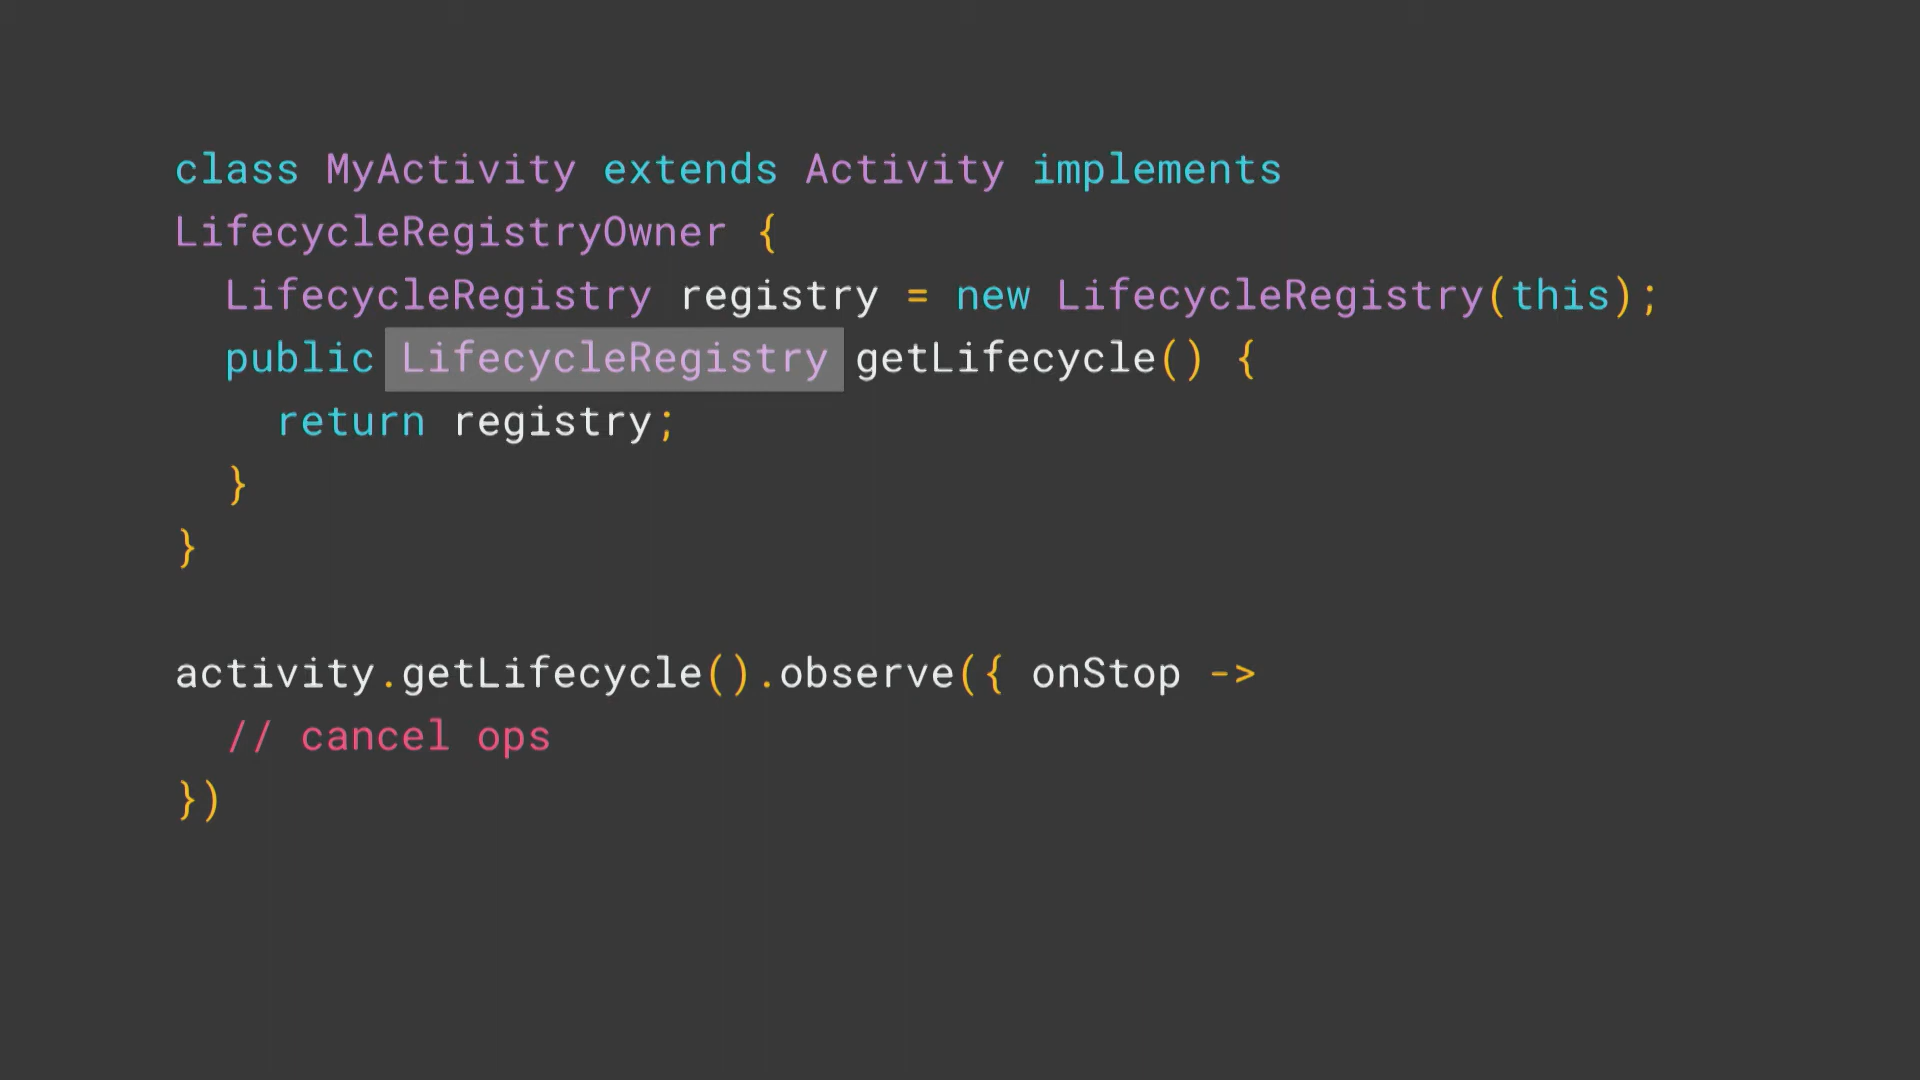 class MyActivity extends Activity implements
LifecycleRegistryOwner {
  LifecycleRegistry registry = new LifecycleRegistry(this);
  public LifecycleRegistry getLifecycle() {
    return registry;
  }
}
activity.getLifecycle().observe({ onStop ->
  // cancel ops
})